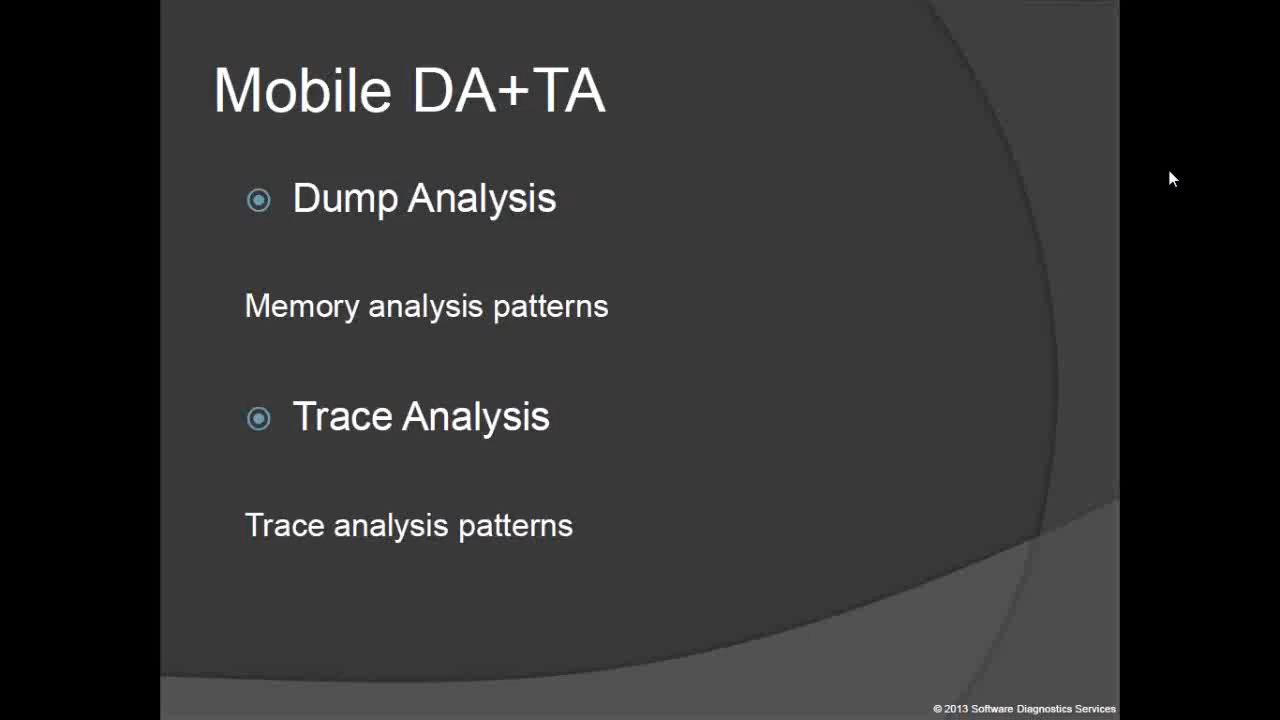 Mobile DA+TA
Dump Analysis
Memory analysis patterns
Trace Analysis
Trace analysis patterns
© 2013 Software Diagnostics Services